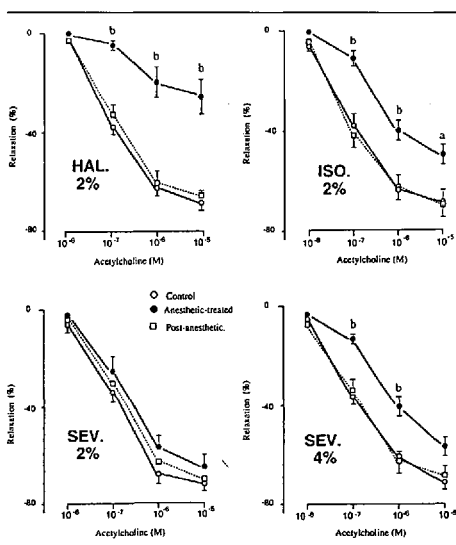 0
-40
-80
Relaxation (%)
b
b
b
HAL.
2%
10⁻⁸ 10⁻⁷ 10⁻⁶ 10⁻⁵
Acetylcholine (M)
0
-40
-80
Relaxation (%)
b
b
a
ISO.
2%
10⁻⁸ 10⁻⁷ 10⁻⁶ 10⁻⁵
Acetylcholine (M)
Control
Anesthetic-treated
Post-anesthetic.
0
-40
-80
Relaxation (%)
SEV.
2%
10⁻⁸ 10⁻⁷ 10⁻⁶ 10⁻⁵
Acetylcholine (M)
0
-40
-80
Relaxation (%)
b
b
SEV.
4%
10⁻⁸ 10⁻⁷ 10⁻⁶ 10⁻⁵
Acetylcholine (M)